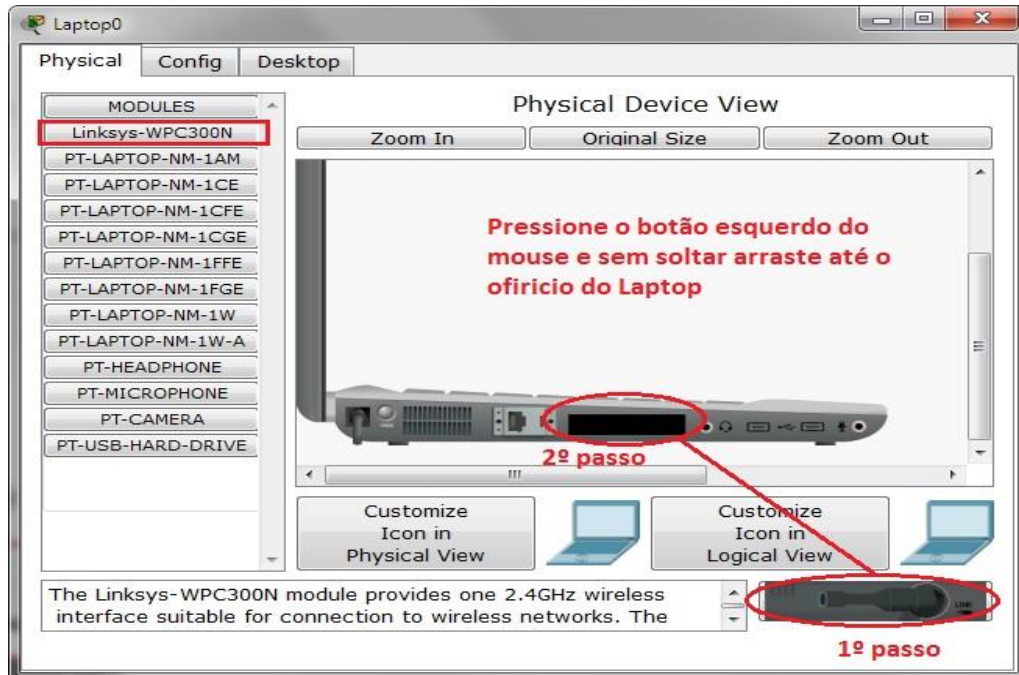 Laptop0
Physical
Config
Desktop
MODULES
Linksys-WPC300N
PT-LAPTOP-NM-1AM
PT-LAPTOP-NM-1CE
PT-LAPTOP-NM-1CFE
PT-LAPTOP-NM-1CGE
PT-LAPTOP-NM-1FFE
PT-LAPTOP-NM-1FGE
PT-LAPTOP-NM-1W
PT-LAPTOP-NM-1W-A
PT-HEADPHONE
PT-MICROPHONE
PT-CAMERA
PT-USB-HARD-DRIVE
Physical Device View
Zoom In
Original Size
Zoom Out
Pressione o botão esquerdo do
mouse e sem soltar arraste até o
ofiricio do Laptop
2º passo
Customize
Icon in
Physical View
Customize
Icon in
Logical View
The Linksys-WPC300N module provides one 2.4GHz wireless
interface suitable for connection to wireless networks. The
LINK
1º passo